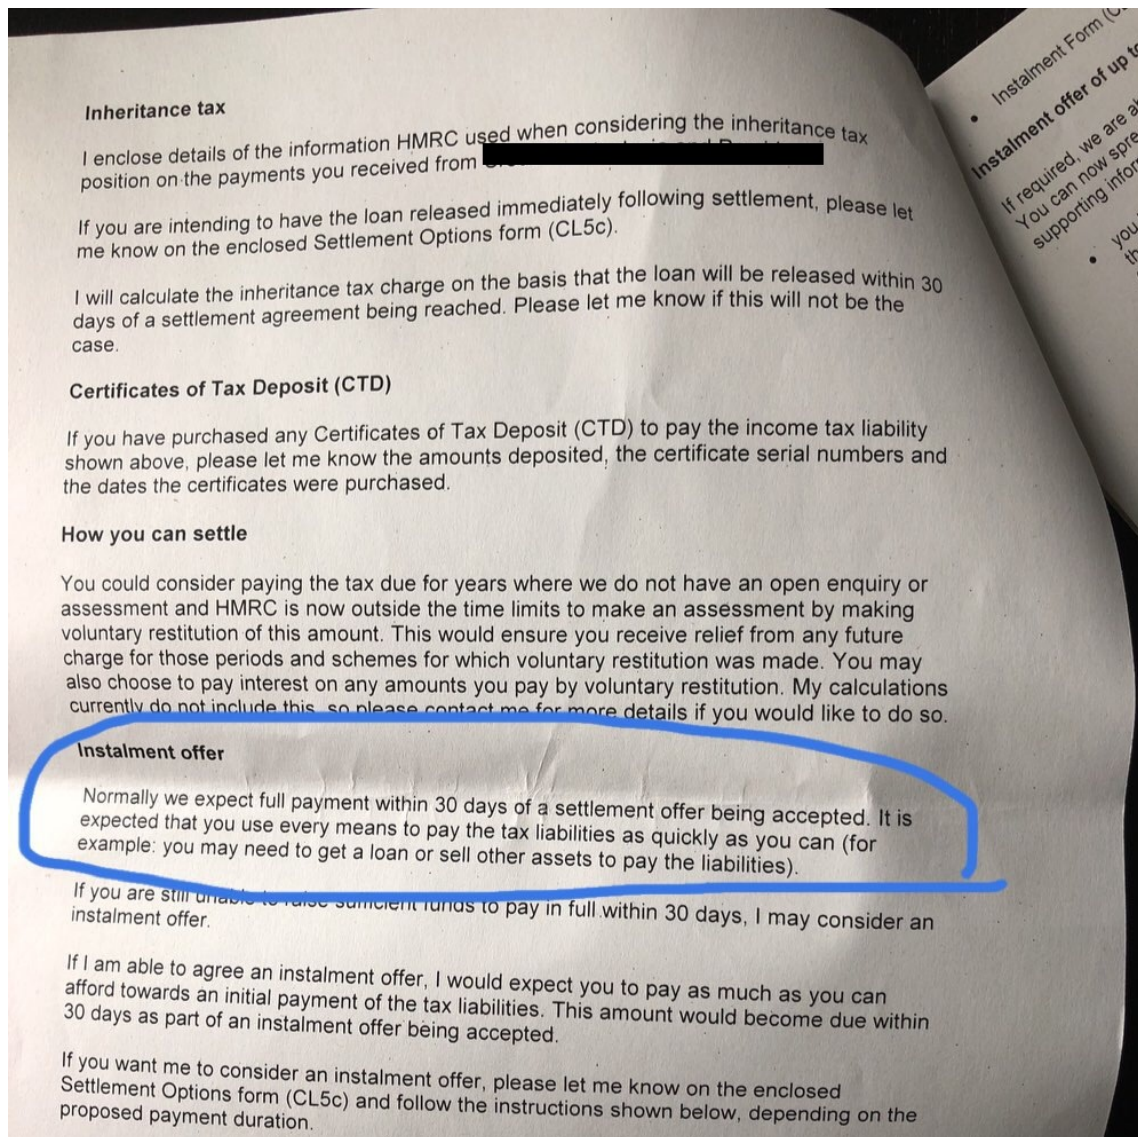 Inheritance tax
I enclose details of the information HMRC used when considering the inheritance tax
position on the payments you received from
If you are intending to have the loan released immediately following settlement, please let
me know on the enclosed Settlement Options form (CL5c).
I will calculate the inheritance tax charge on the basis that the loan will be released within 30
days of a settlement agreement being reached. Please let me know if this will not be the
case.
Certificates of Tax Deposit (CTD)
If you have purchased any Certificates of Tax Deposit (CTD) to pay the income tax liability
shown above, please let me know the amounts deposited, the certificate serial numbers and
the dates the certificates were purchased.
How you can settle
You could consider paying the tax due for years where we do not have an open enquiry or
assessment and HMRC is now outside the time limits to make an assessment by making
voluntary restitution of this amount. This would ensure you receive relief from any future
charge for those periods and schemes for which voluntary restitution was made. You may
also choose to pay interest on any amounts you pay by voluntary restitution. My calculations
currently do not include this, so please contact me for more details if you would like to do so.
Instalment offer
Normally we expect full payment within 30 days of a settlement offer being accepted. It is
expected that you use every means to pay the tax liabilities as quickly as you can (for
example: you may need to get a loan or sell other assets to pay the liabilities).
If you are still unable to raise sufficient funds to pay in full within 30 days, I may consider an
instalment offer.
If I am able to agree an instalment offer, I would expect you to pay as much as you can
afford towards an initial payment of the tax liabilities. This amount would become due within
30 days as part of an instalment offer being accepted.
If you want me to consider an instalment offer, please let me know on the enclosed
Settlement Options form (CL5c) and follow the instructions shown below, depending on the
proposed payment duration.
• Instalment Form
Instalment offer of up to
If required, we are
You can now
supporting
• you